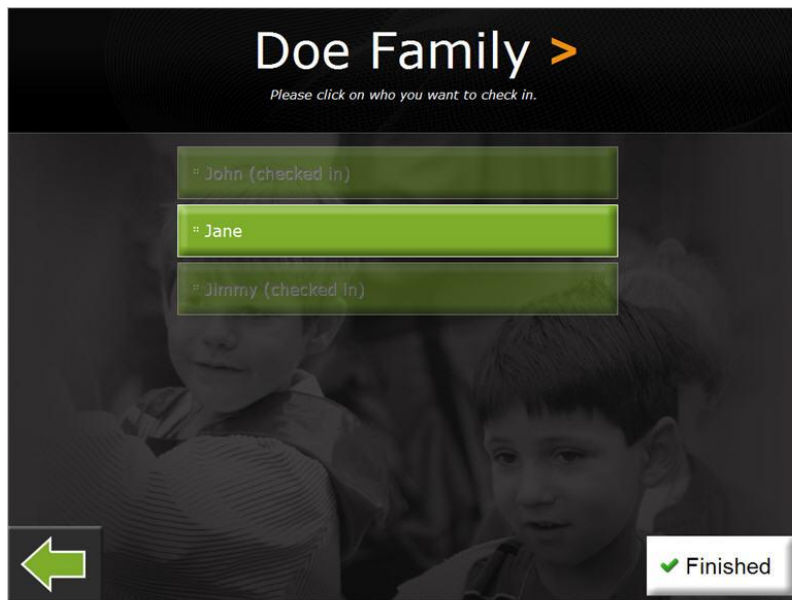 Doe Family >
Please click on who you want to check in.
John (checked in)
Jane
Jimmy (checked in)
Finished